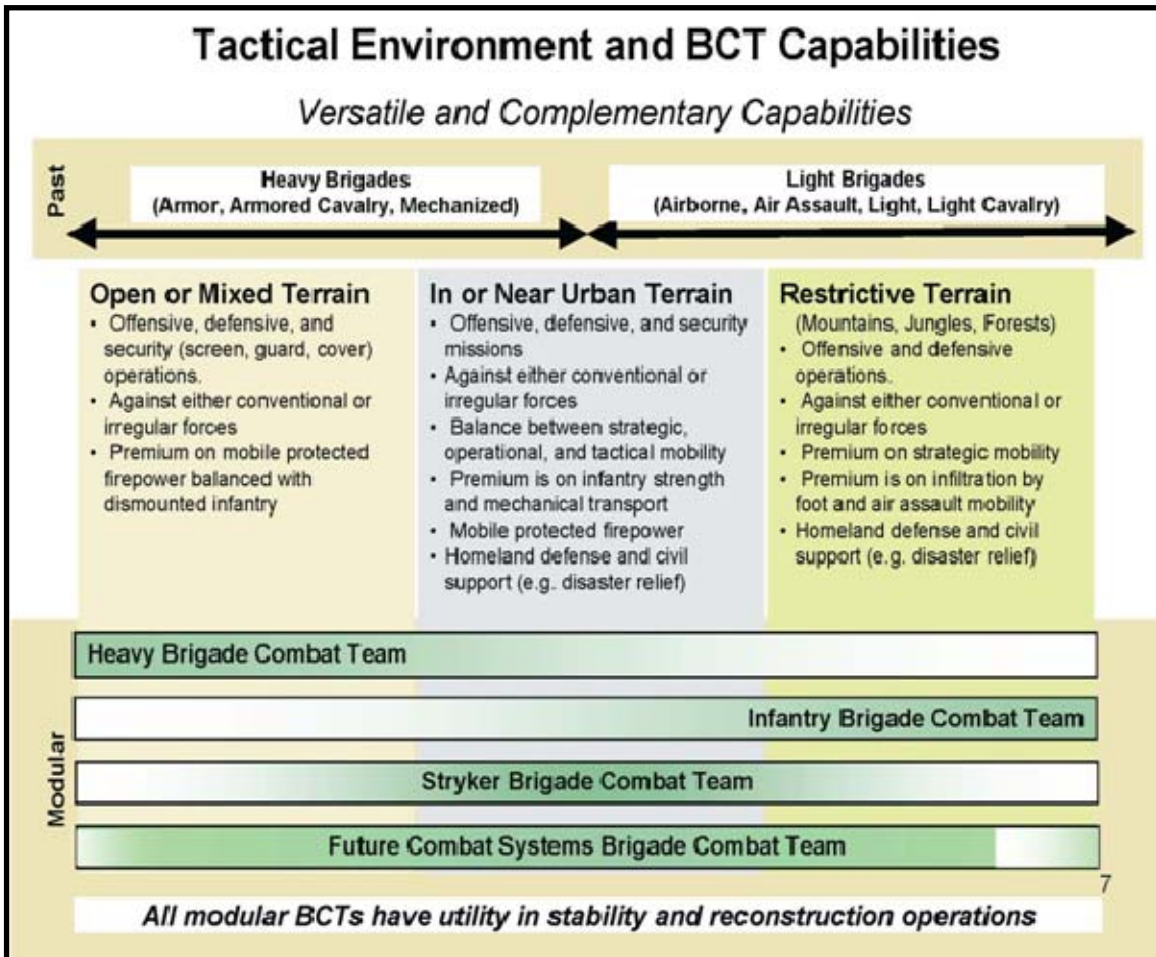 Tactical Environment and BCT Capabilities
Versatile and Complementary Capabilities
Past
Heavy Brigades
(Armor, Armored Cavalry, Mechanized)
Light Brigades
(Airborne, Air Assault, Light, Light Cavalry)
Open or Mixed Terrain
• Offensive, defensive, and
security (screen, guard, cover)
operations.
• Against either conventional or
irregular forces
• Premium on mobile protected
firepower balanced with
dismounted infantry
In or Near Urban Terrain
• Offensive, defensive, and security
missions
• Against either conventional or
irregular forces
• Balance between strategic,
operational, and tactical mobility
• Premium is on infantry strength
and mechanical transport
• Mobile protected firepower
• Homeland defense and civil
support (e.g. disaster relief)
Restrictive Terrain
(Mountains, Jungles, Forests)
• Offensive and defensive
operations.
• Against either conventional or
irregular forces
• Premium on strategic mobility
• Premium is on infiltration by
foot and air assault mobility
• Homeland defense and civil
support (e.g. disaster relief)
Modular
Heavy Brigade Combat Team
Infantry Brigade Combat Team
Stryker Brigade Combat Team
Future Combat Systems Brigade Combat Team
7
All modular BCTs have utility in stability and reconstruction operations